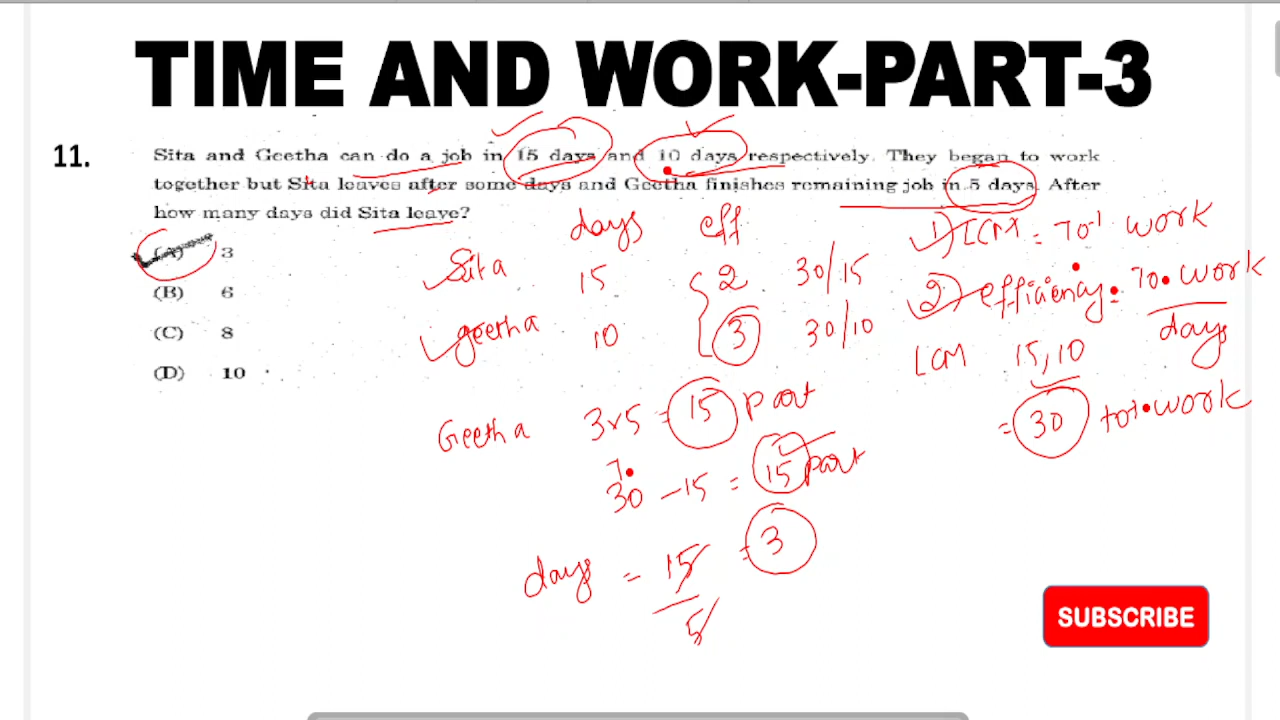 TIME AND WORK-PART-3
11. Sita and Geetha can do a job in 15 days and 10 days respectively. They began to work
together but Sita leaves after some days and Geetha finishes remaining job in 5 days. After
how many days did Sita leave?
(A) 3
(B) 6
(C) 8
(D) 10
days eff
Sita 15 2 30/15
geetha 10 3 30/10
Geetha 3×5 = 15 part
T.
30 - 15 = 15 part
days = 15/5 = 3
1) LCM = Tot work
2) efficiency = To. work
days
LCM 15, 10
= 30 tot. work
SUBSCRIBE